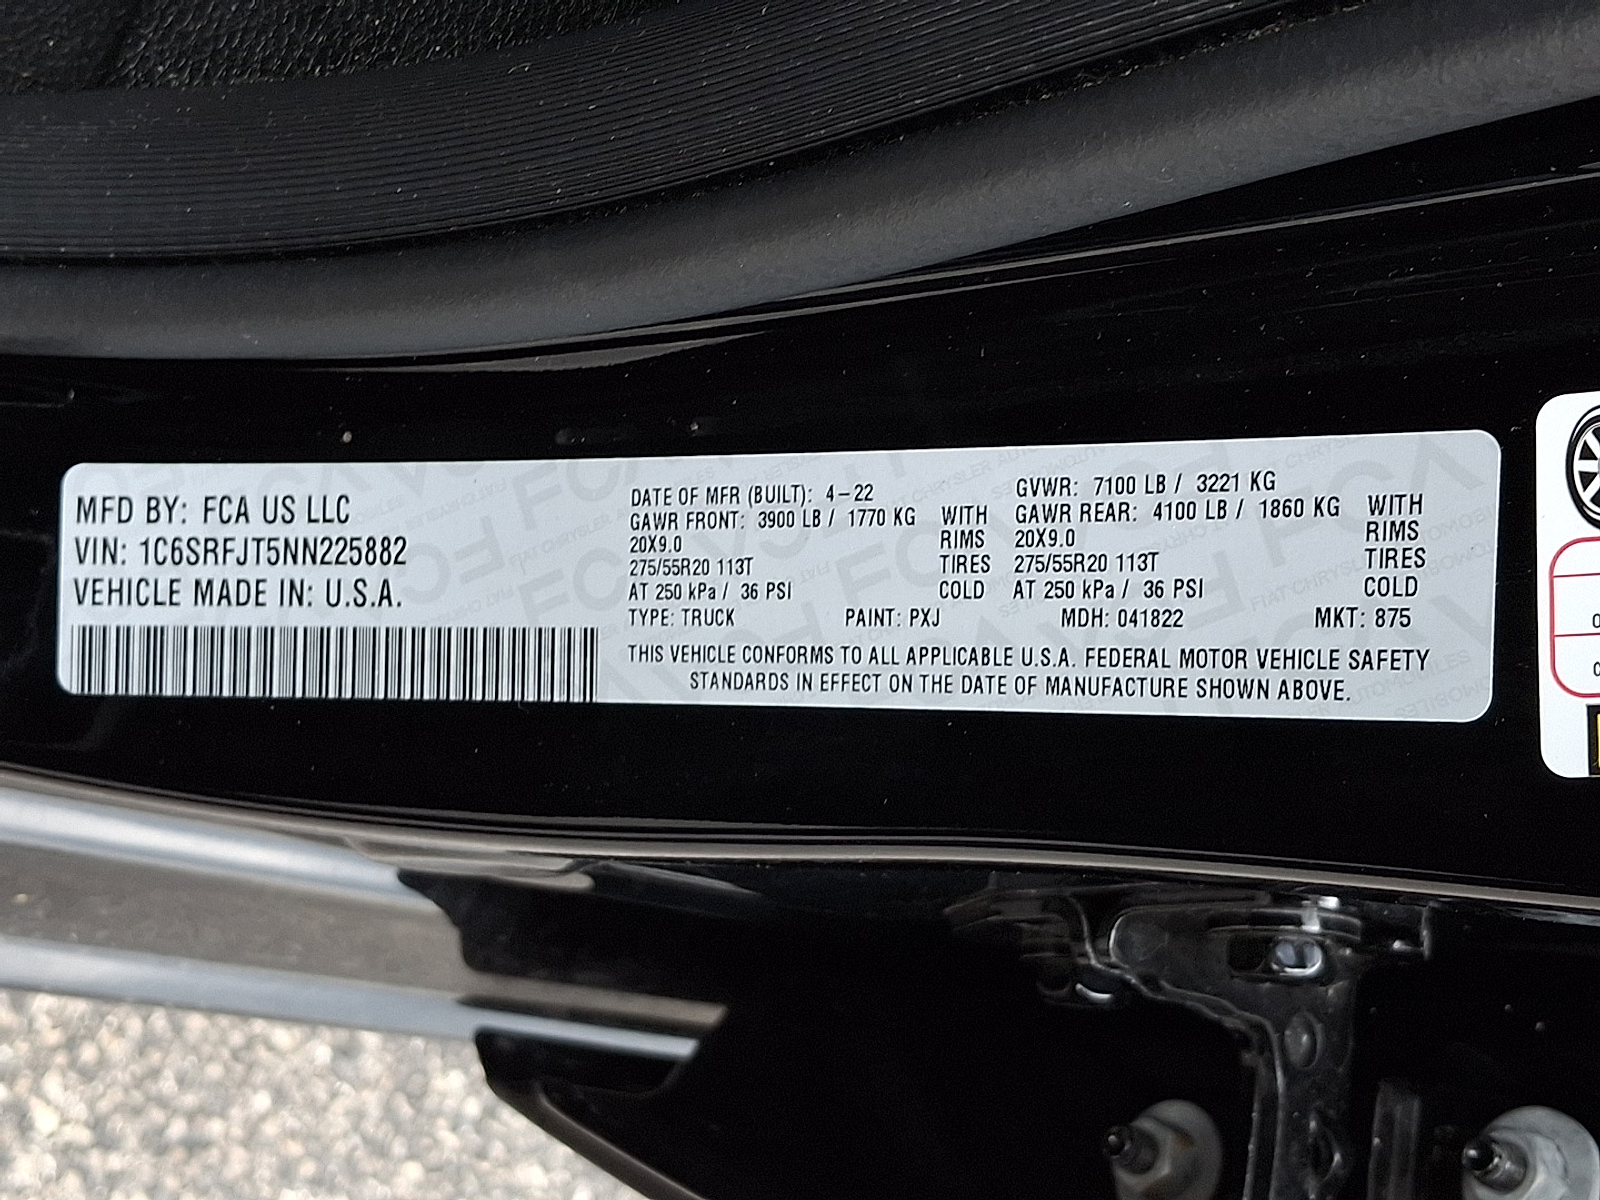 MFD BY: FCA US LLC
VIN: 1C6SRFJT5NN225882
VEHICLE MADE IN: U.S.A.
DATE OF MFR (BUILT): 4-22
GAWR FRONT: 3900 LB / 1770 KG WITH
20X9.0 RIMS
275/55R20 113T TIRES
AT 250 kPa / 36 PSI COLD
GVWR: 7100 LB / 3221 KG
GAWR REAR: 4100 LB / 1860 KG WITH
20X9.0 RIMS
275/55R20 113T TIRES
AT 250 kPa / 36 PSI COLD
TYPE: TRUCK PAINT: PXJ MDH: 041822 MKT: 875
THIS VEHICLE CONFORMS TO ALL APPLICABLE U.S.A. FEDERAL MOTOR VEHICLE SAFETY
STANDARDS IN EFFECT ON THE DATE OF MANUFACTURE SHOWN ABOVE.